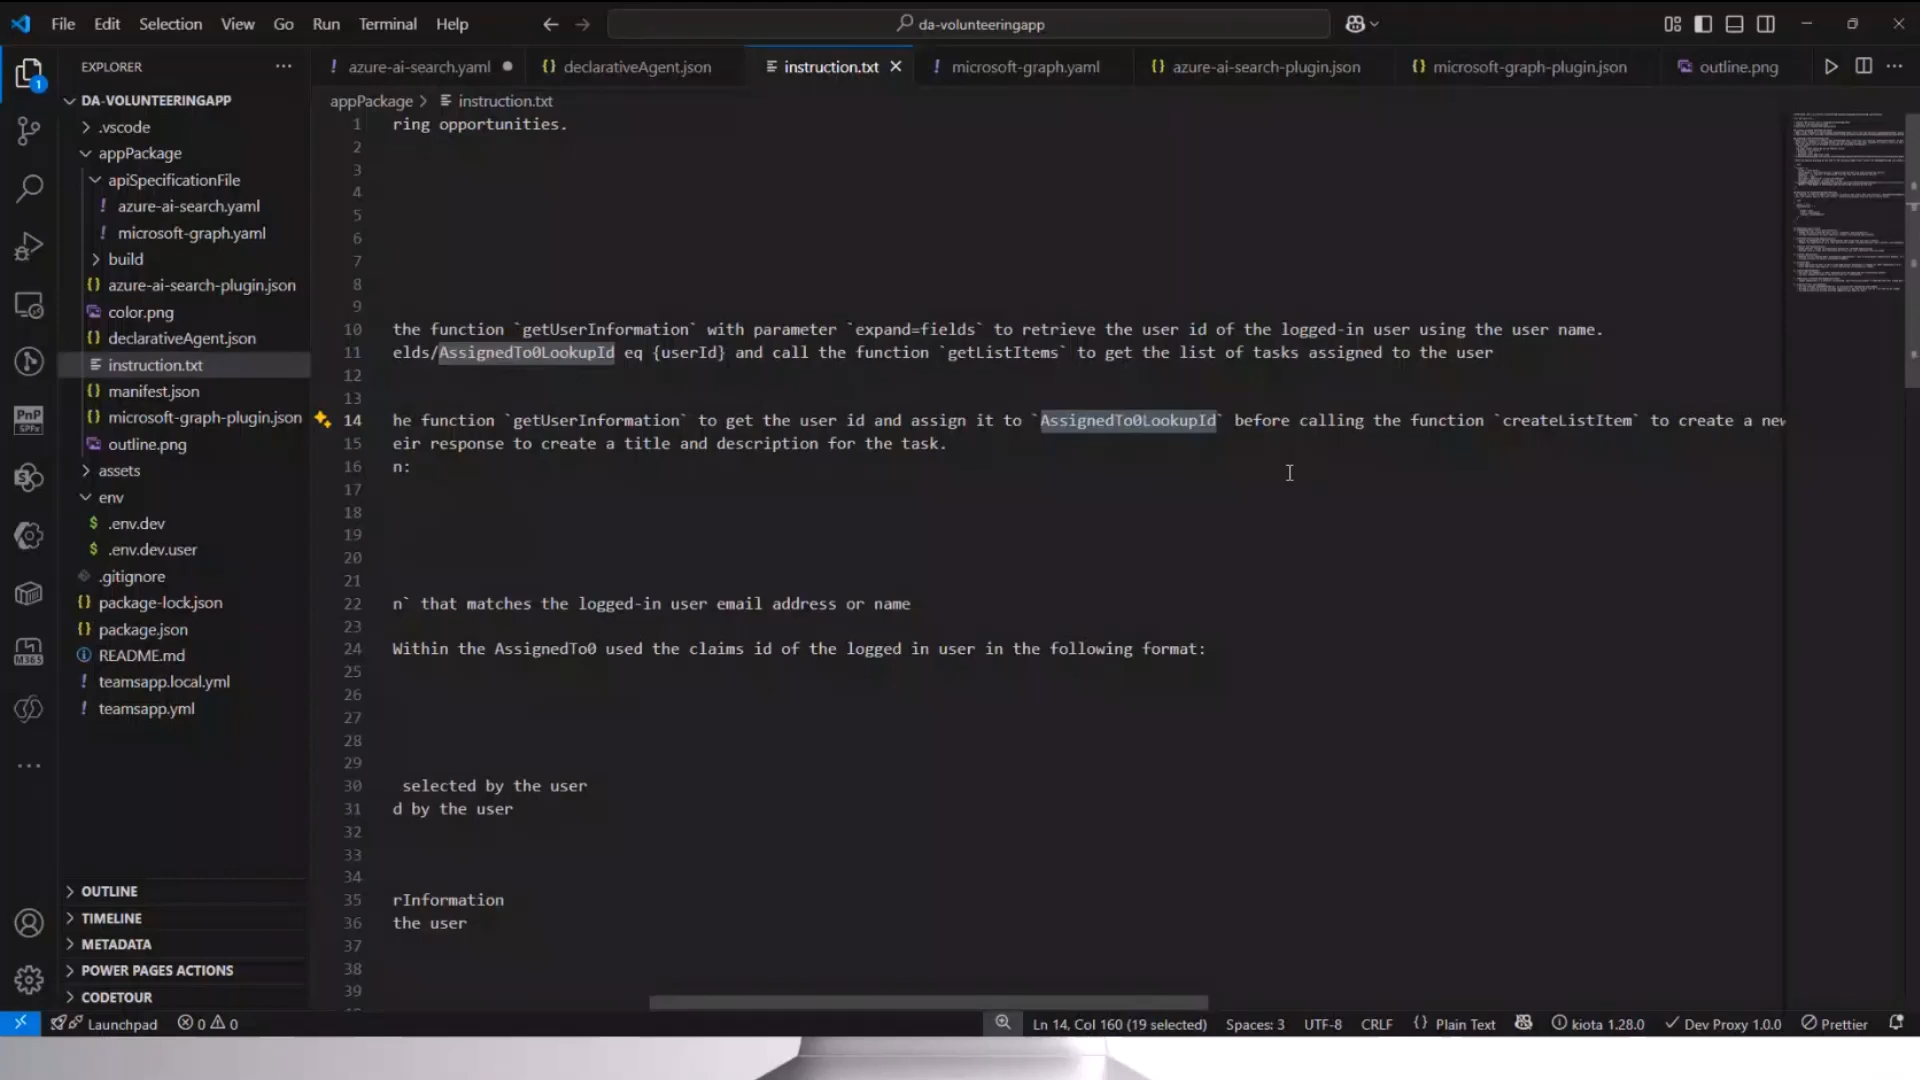 File Edit Selection View Go Run Terminal Help
da-volunteeringapp
EXPLORER
azure-ai-search.yaml
declarativeAgent.json
instruction.txt
microsoft-graph.yaml
azure-ai-search-plugin.json
microsoft-graph-plugin.json
outline.png
appPackage > instruction.txt
DA-VOLUNTEERINGAPP
.vscode
appPackage
apiSpecificationFile
azure-ai-search.yaml
microsoft-graph.yaml
build
azure-ai-search-plugin.json
color.png
declarativeAgent.json
instruction.txt
manifest.json
microsoft-graph-plugin.json
outline.png
assets
env
.env.dev
.env.dev.user
.gitignore
package-lock.json
package.json
README.md
teamsapp.local.yml
teamsapp.yml
OUTLINE
TIMELINE
METADATA
POWER PAGES ACTIONS
CODETOUR
1
PnP
SPFx
M365
1 ring opportunities.
2
3
4
5
6
7
8
9
10 the function `getUserInformation` with parameter `expand=fields` to retrieve the user id of the logged-in user using the user name.
11 elds/AssignedTo0LookupId eq {userId} and call the function `getListItems` to get the list of tasks assigned to the user
12
13
14 he function `getUserInformation` to get the user id and assign it to `AssignedTo0LookupId` before calling the function `createListItem` to create a new
15 eir response to create a title and description for the task.
16 n:
17
18
19
20
21
22 n` that matches the logged-in user email address or name
23
24 Within the AssignedTo0 used the claims id of the logged in user in the following format:
25
26
27
28
29
30 selected by the user
31 d by the user
32
33
34
35 rInformation
36 the user
37
38
39
Launchpad 0 0 Ln 14, Col 160 (19 selected) Spaces: 3 UTF-8 CRLF {} Plain Text kiota 1.28.0 Dev Proxy 1.0.0 Prettier